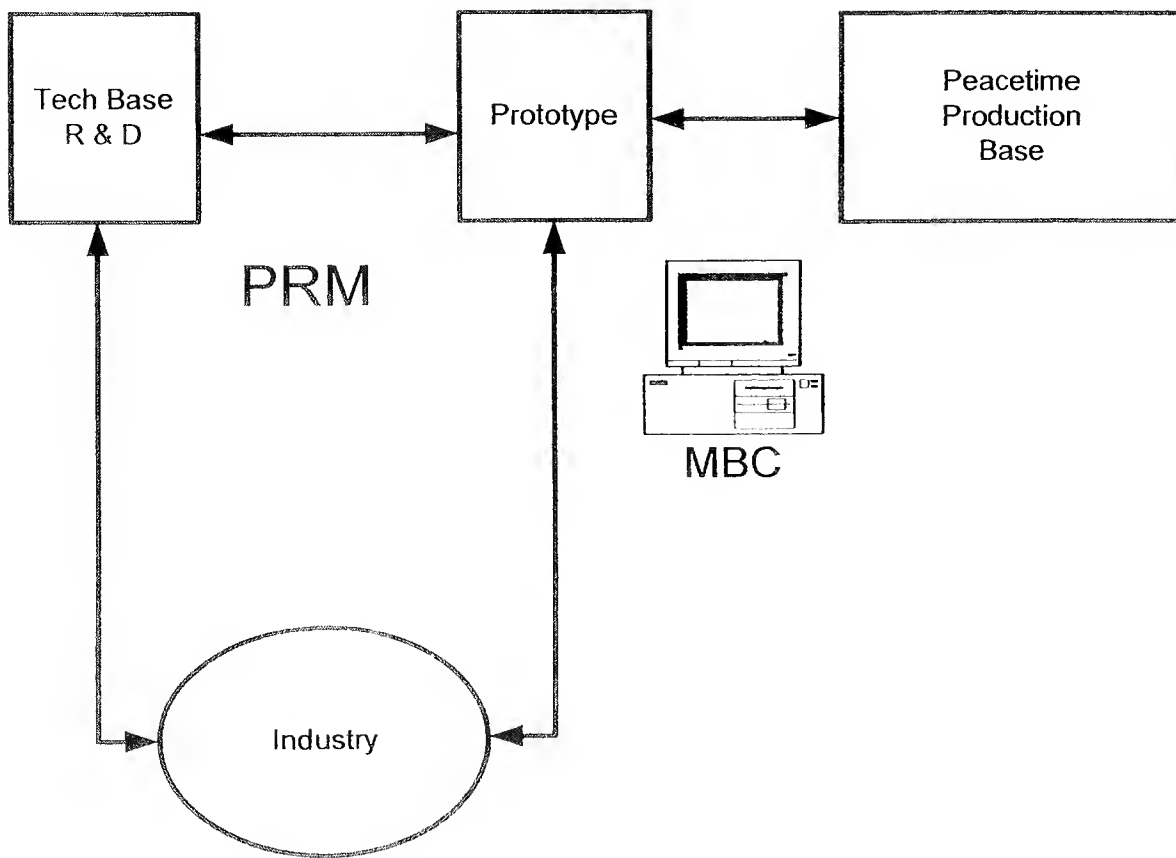 Tech Base
R & D
Prototype
Peacetime
Production
Base
PRM
MBC
Industry